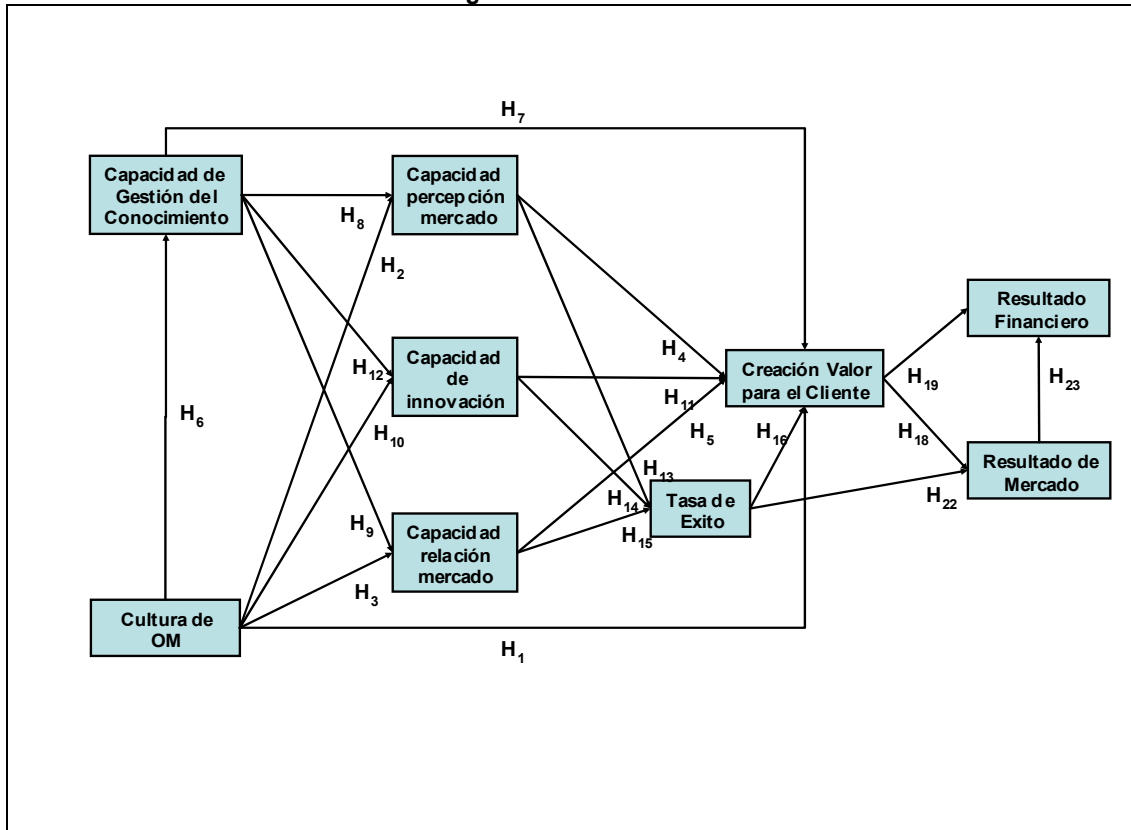 H7
Capacidad de
Gestión del
Conocimiento
Capacidad
percepción
mercado
H8
H2
Resultado
Financiero
Capacidad
de
innovación
H4
Creación Valor
para el Cliente
H12
H19
H23
H11
H6
H10
H5
H16
H18
Resultado de
Mercado
H13
Tasa de
Exito
H14
H22
H9
Capacidad
relación
mercado
H15
H3
Cultura de
OM
H1